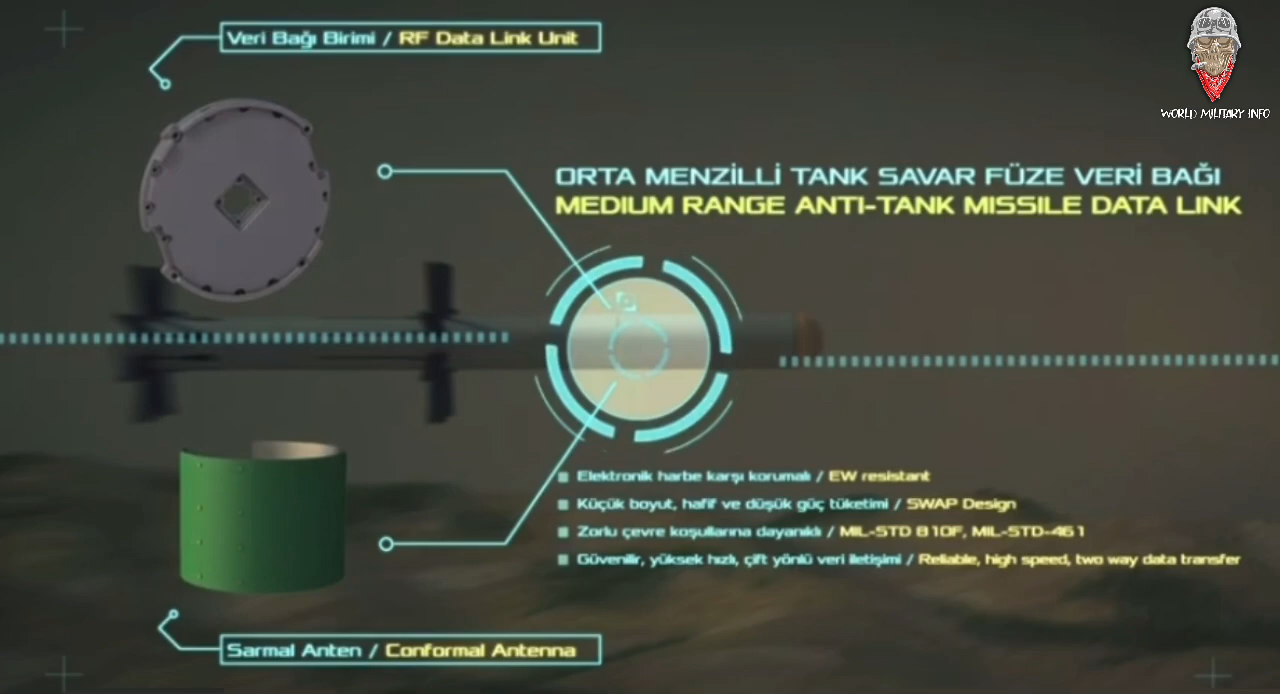 Veri Bağı Birimi / RF Data Link Unit
WORLD MILITARY INFO
ORTA MENZİLLİ TANK SAVAR FÜZE VERİ BAĞI
MEDIUM RANGE ANTI-TANK MISSILE DATA LINK
Elektronik harbe karşı korumalı / EW resistant
Küçük boyut, hafif ve düşük güç tüketimi / SWAP Design
Zorlu çevre koşullarına dayanıklı / MIL-STD 810F, MIL-STD-461
Güvenilir, yüksek hızlı, çift yönlü veri iletişimi / Reliable, high speed, two way data transfer
Sarmal Anten / Conformal Antenna